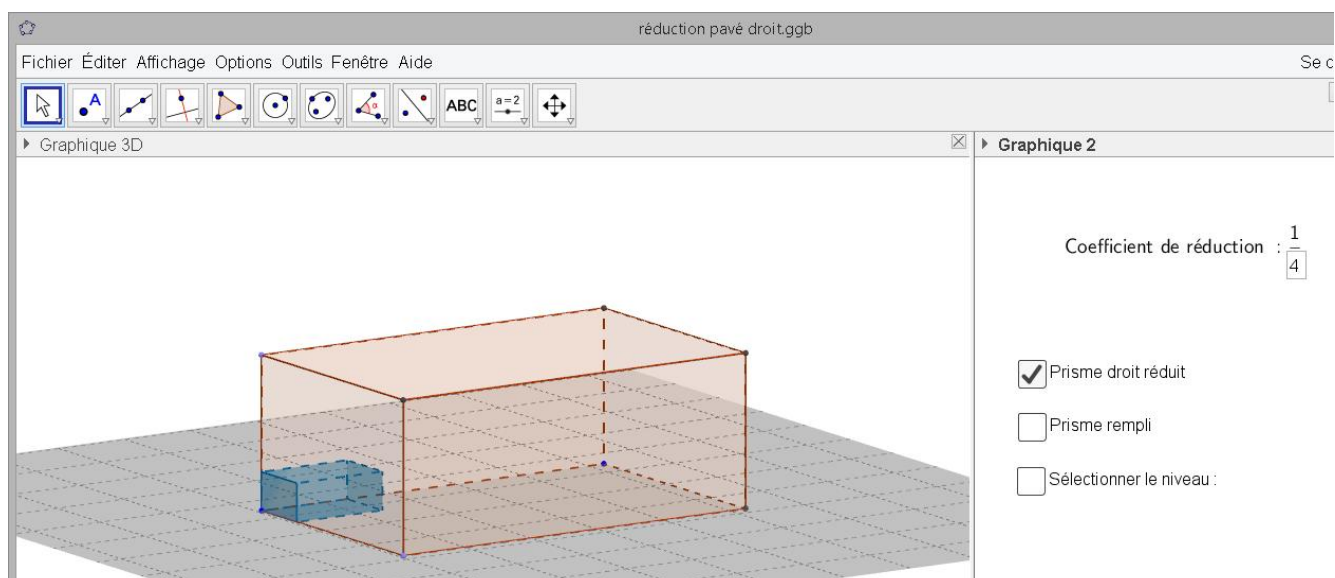 réduction pavé droit.ggb
Fichier Éditer Affichage Options Outils Fenêtre Aide
Se c
A
α
ABC
a=2
Graphique 3D
Graphique 2
Coefficient de réduction : 1/4
Prisme droit réduit
Prisme rempli
Sélectionner le niveau :